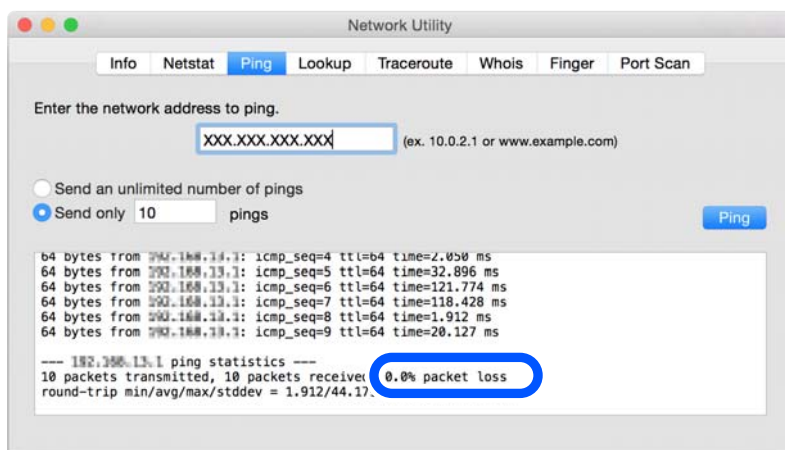 Network Utility
Info Netstat Ping Lookup Traceroute Whois Finger Port Scan
Enter the network address to ping.
XXX.XXX.XXX.XXX (ex. 10.0.2.1 or www.example.com)
Send an unlimited number of pings
Send only 10 pings
Ping
64 bytes from : icmp_seq=4 ttl=64 time=2.050 ms
64 bytes from : icmp_seq=5 ttl=64 time=32.896 ms
64 bytes from : icmp_seq=6 ttl=64 time=121.774 ms
64 bytes from : icmp_seq=7 ttl=64 time=118.428 ms
64 bytes from : icmp_seq=8 ttl=64 time=1.912 ms
64 bytes from : icmp_seq=9 ttl=64 time=20.127 ms
--- ping statistics ---
10 packets transmitted, 10 packets received 0.0% packet loss
round-trip min/avg/max/stddev = 1.912/44.17